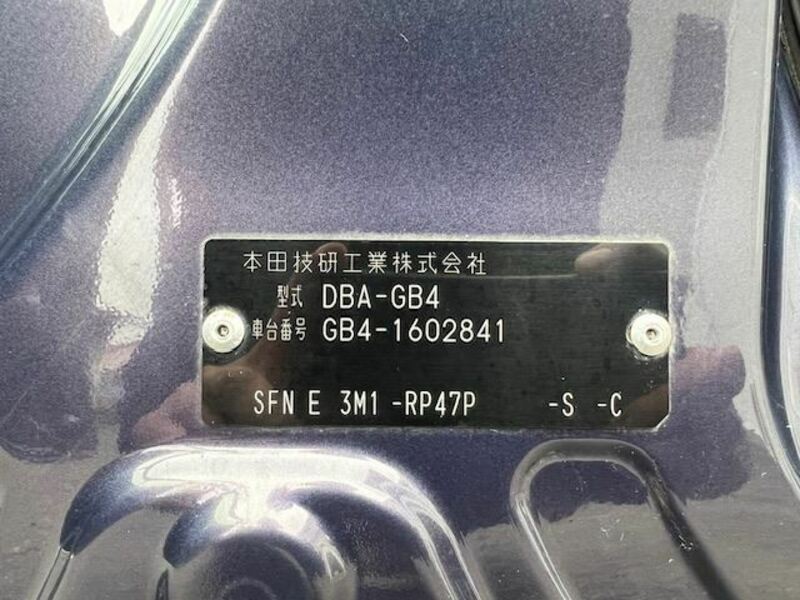 本田技研工業株式会社
型式 DBA-GB4
車台番号 GB4-1602841
SFN E 3M1 -RP47P -S -C